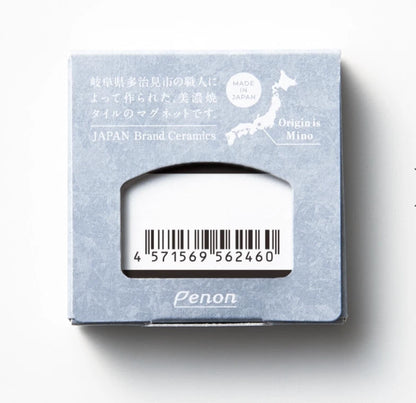 岐阜県多治見市の職人に
よって作られた、美濃焼
タイルのマグネットです。
JAPAN Brand Ceramics
MADE
IN
JAPAN
Origin is
Mino
4 571569 562460
Penon